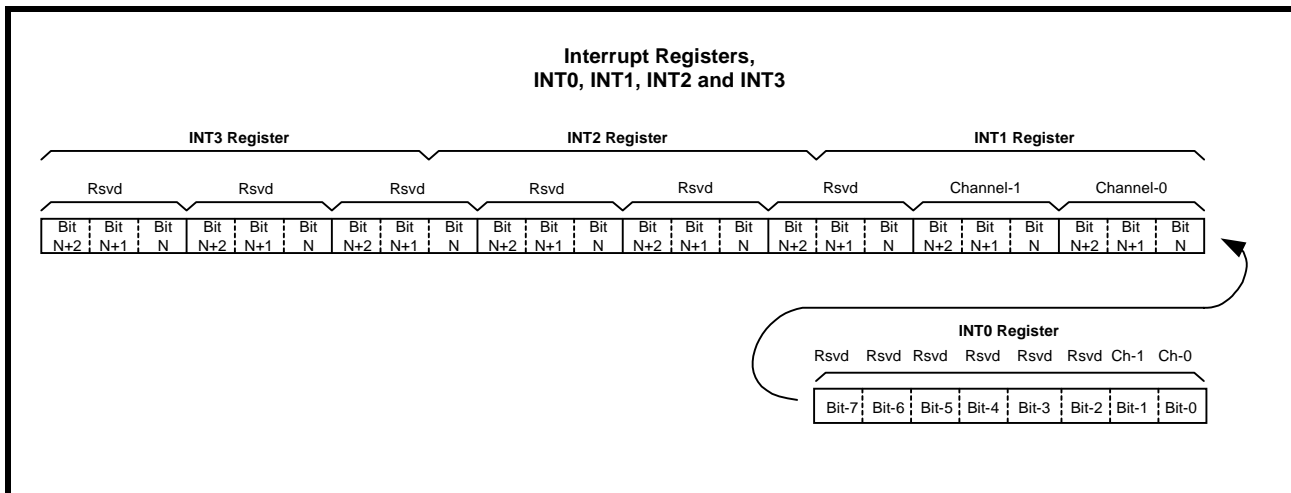 Interrupt Registers,
INT0, INT1, INT2 and INT3
INT3 Register INT2 Register INT1 Register
Rsvd Rsvd Rsvd Rsvd Rsvd Rsvd Channel-1 Channel-0
Bit Bit Bit Bit Bit Bit Bit Bit Bit Bit Bit Bit Bit Bit Bit Bit Bit Bit Bit Bit Bit Bit Bit Bit
N+2 N+1 N N+2 N+1 N N+2 N+1 N N+2 N+1 N N+2 N+1 N N+2 N+1 N N+2 N+1 N N+2 N+1 N
INT0 Register
Rsvd Rsvd Rsvd Rsvd Rsvd Rsvd Ch-1 Ch-0
Bit-7 Bit-6 Bit-5 Bit-4 Bit-3 Bit-2 Bit-1 Bit-0